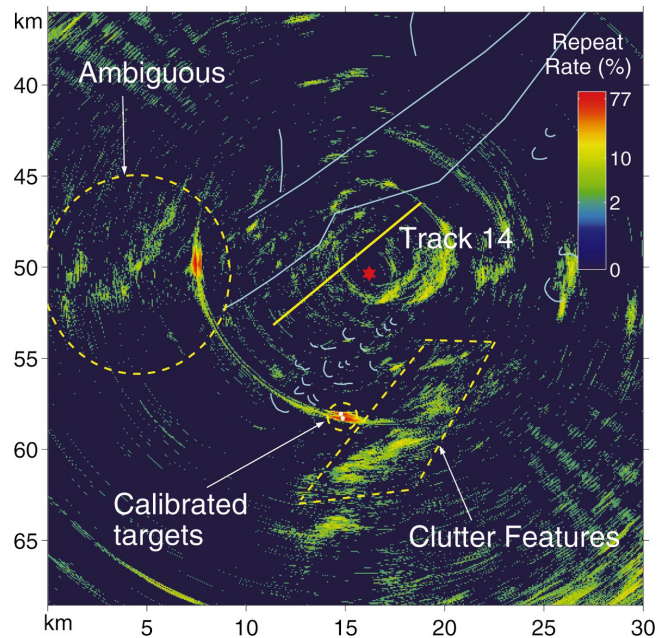 km
40
45
50
55
60
65
km
5
10
15
20
25
30
Ambiguous
Repeat
Rate (%)
77
10
2
0
Track 14
Calibrated
targets
Clutter Features